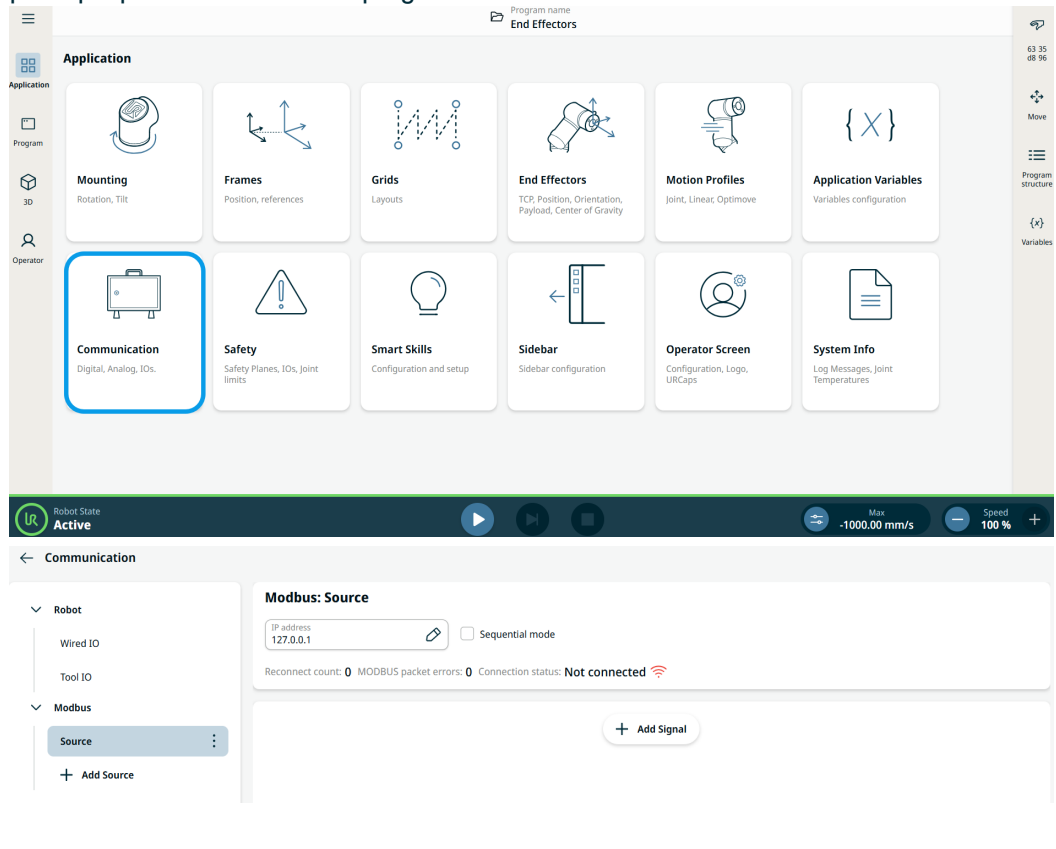 Program name
End Effectors
63 35
d8 96
Application
Application
Move
Program
Mounting
Rotation, Tilt
Frames
Position, references
Grids
Layouts
End Effectors
TCP, Position, Orientation,
Payload, Center of Gravity
Motion Profiles
Joint, Linear, Optimove
Application Variables
Variables configuration
Program
structure
3D
{x}
Variables
Operator
Communication
Digital, Analog, IOs.
Safety
Safety Planes, IOs, Joint
limits
Smart Skills
Configuration and setup
Sidebar
Sidebar configuration
Operator Screen
Configuration, Logo,
URCaps
System Info
Log Messages, Joint
Temperatures
UR
Robot State
Active
Max
-1000.00 mm/s
Speed
100 %
Communication
Robot
Wired IO
Tool IO
Modbus
Source
Add Source
Modbus: Source
IP address
127.0.0.1
Sequential mode
Reconnect count: 0 MODBUS packet errors: 0 Connection status: Not connected
Add Signal